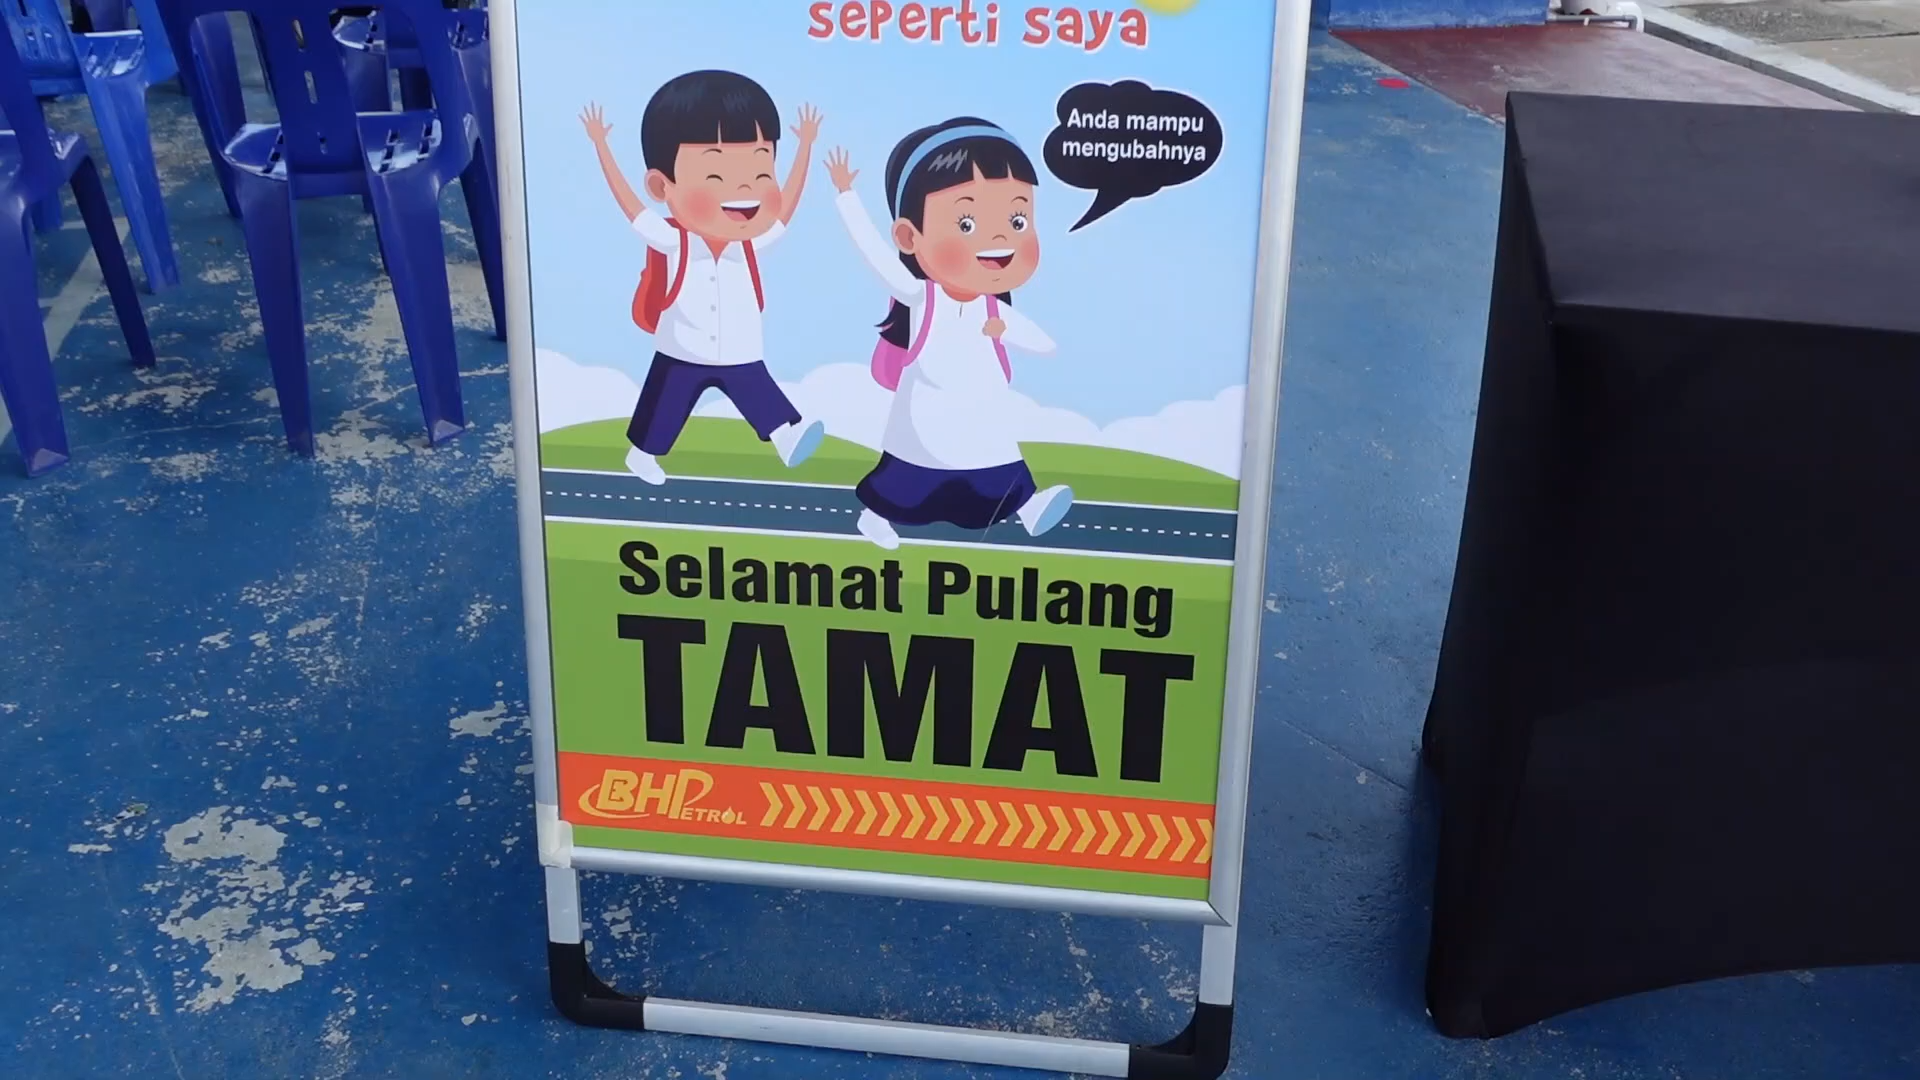 seperti saya
Anda mampu
mengubahnya
Selamat Pulang
TAMAT
BHPETROL